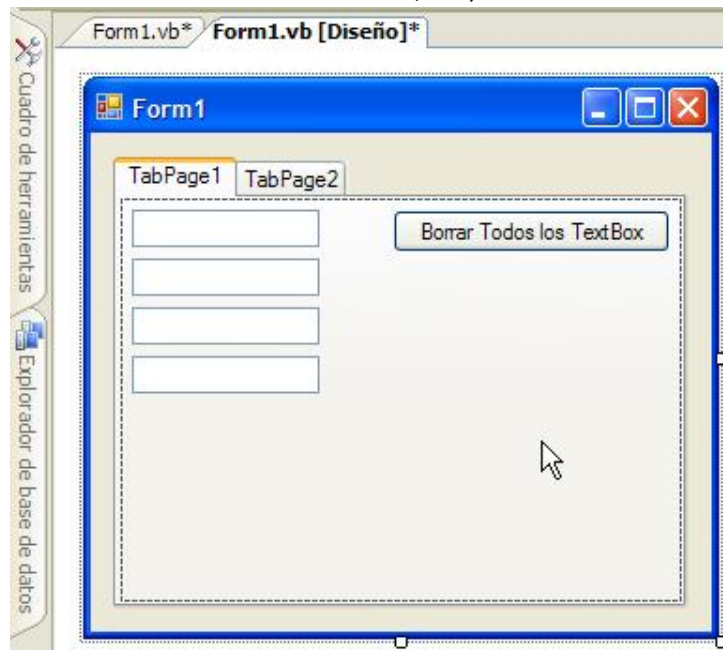 Form1.vb* Form1.vb [Diseño]*
Cuadro de herramientas
Explorador de base de datos
Form1
TabPage1 TabPage2
Borrar Todos los TextBox